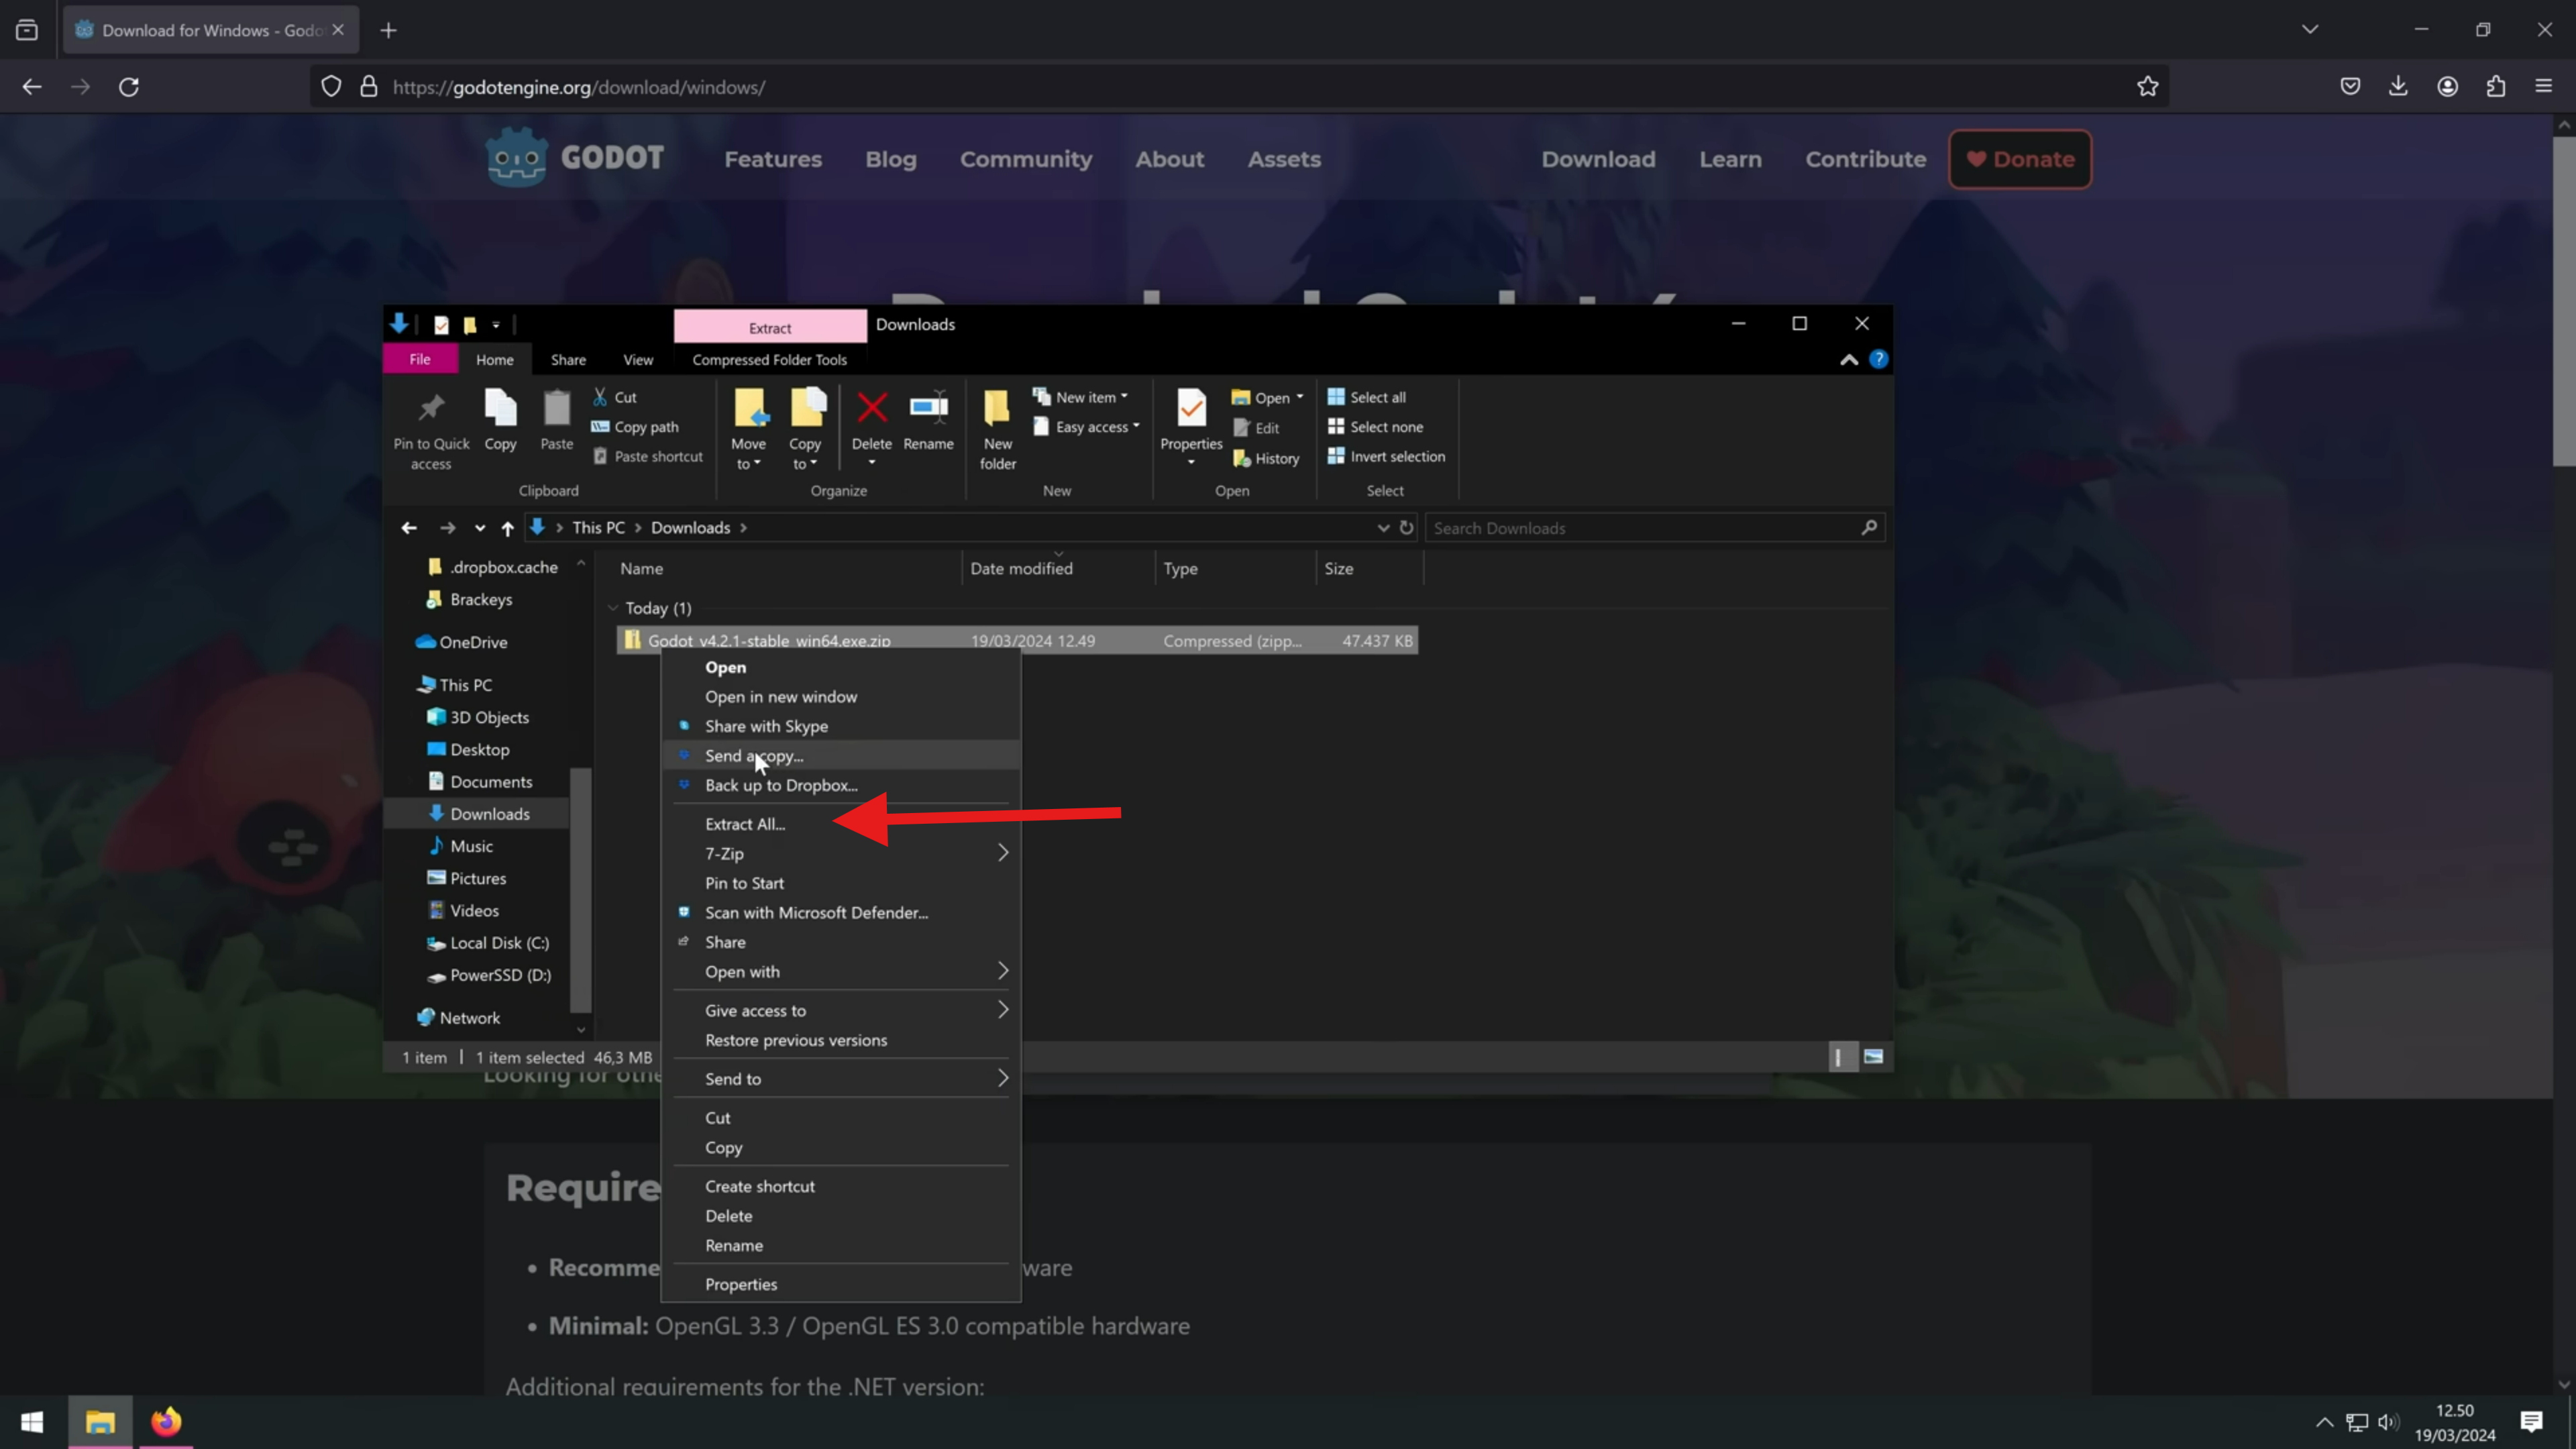 Download for Windows - Godo
https://godotengine.org/download/windows/
GODOT
Features
Blog
Community
About
Assets
Download
Learn
Contribute
Donate
Extract
Downloads
File
Home
Share
View
Compressed Folder Tools
Pin to Quick
access
Copy
Paste
Cut
Copy path
Paste shortcut
Clipboard
Move
to
Copy
to
Delete
Rename
Organize
New
folder
New item
Easy access
New
Properties
Open
Edit
History
Open
Select all
Select none
Invert selection
Select
This PC
Downloads
Search Downloads
.dropbox.cache
Brackeys
OneDrive
This PC
3D Objects
Desktop
Documents
Downloads
Music
Pictures
Videos
Local Disk (C:)
PowerSSD (D:)
Network
Name
Date modified
Type
Size
Today (1)
Godot_v4.2.1-stable_win64.exe.zip
19/03/2024 12.49
Compressed (zipp...
47.437 KB
Open
Open in new window
Share with Skype
Send a copy...
Back up to Dropbox...
Extract All...
7-Zip
Pin to Start
Scan with Microsoft Defender...
Share
Open with
Give access to
Restore previous versions
Send to
Cut
Copy
Create shortcut
Delete
Rename
Properties
1 item
1 item selected 46,3 MB
Looking for othe
Require
Recomme
ware
Minimal: OpenGL 3.3 / OpenGL ES 3.0 compatible hardware
Additional requirements for the .NET version:
12.50
19/03/2024